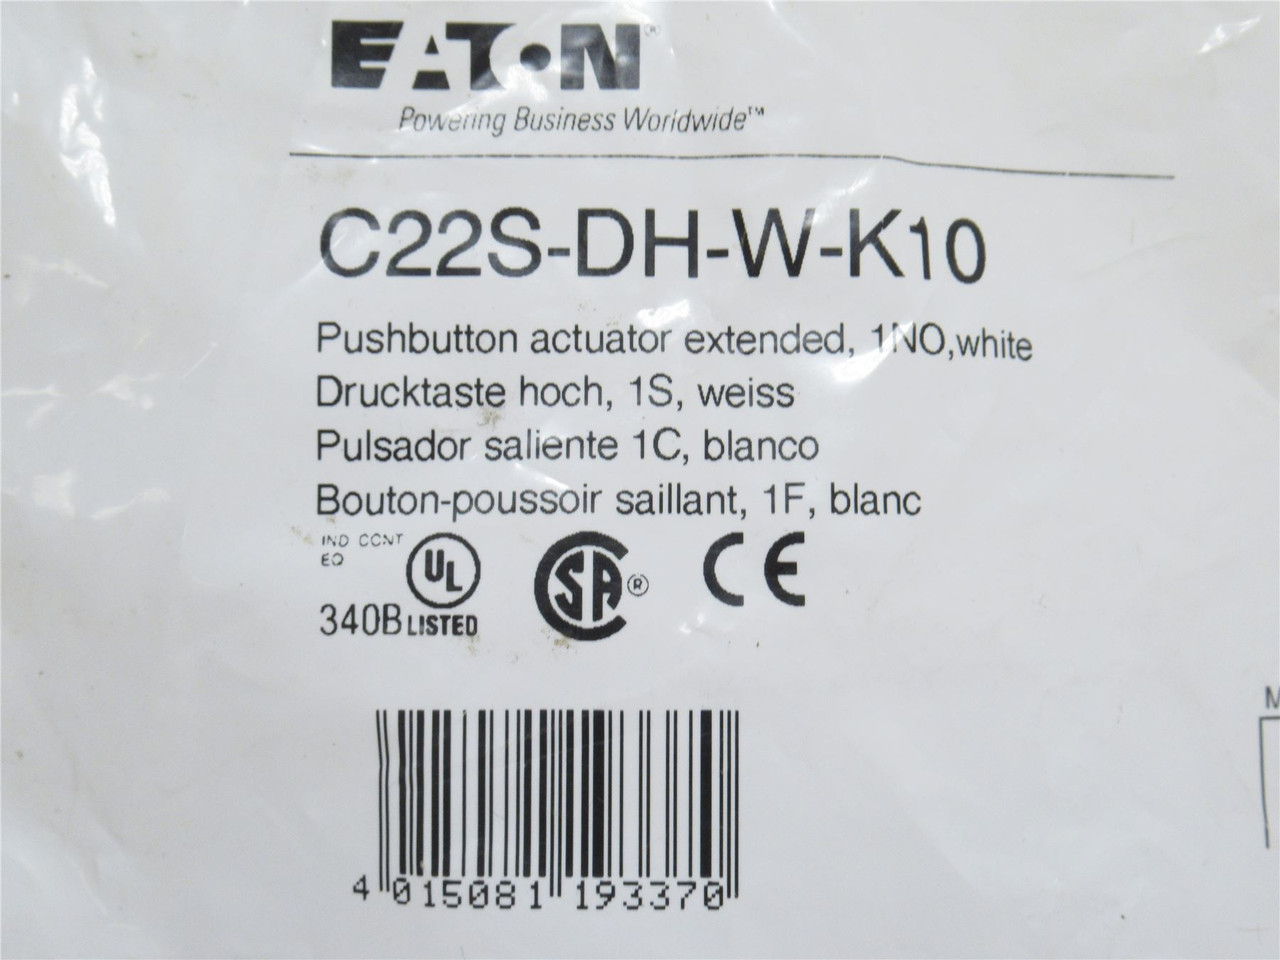 EATON®
Powering Business Worldwide™
C22S-DH-W-K10
Pushbutton actuator extended, 1NO,white
Drucktaste hoch, 1S, weiss
Pulsador saliente 1C, blanco
Bouton-poussoir saillant, 1F, blanc
IND CONT
EQ
UL
340B LISTED
SA®
CE
4 015081 193370
M